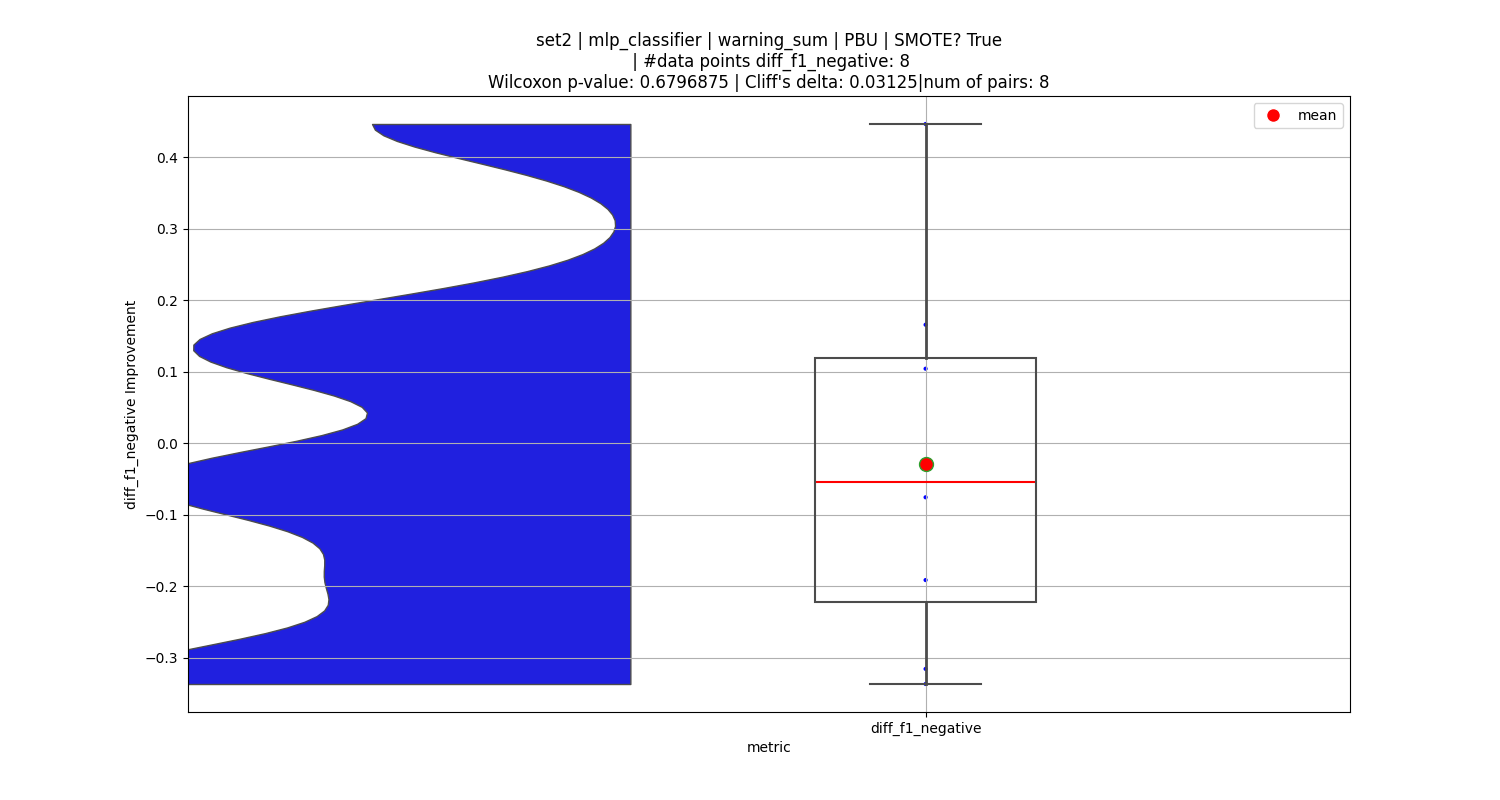 set2 | mlp_classifier | warning_sum | PBU | SMOTE? True
| #data points diff_f1_negative: 8
Wilcoxon p-value: 0.6796875 | Cliff's delta: 0.03125|num of pairs: 8
mean
0.4
0.3
0.2
0.1
0.0
−0.1
−0.2
−0.3
diff_f1_negative Improvement
diff_f1_negative
metric